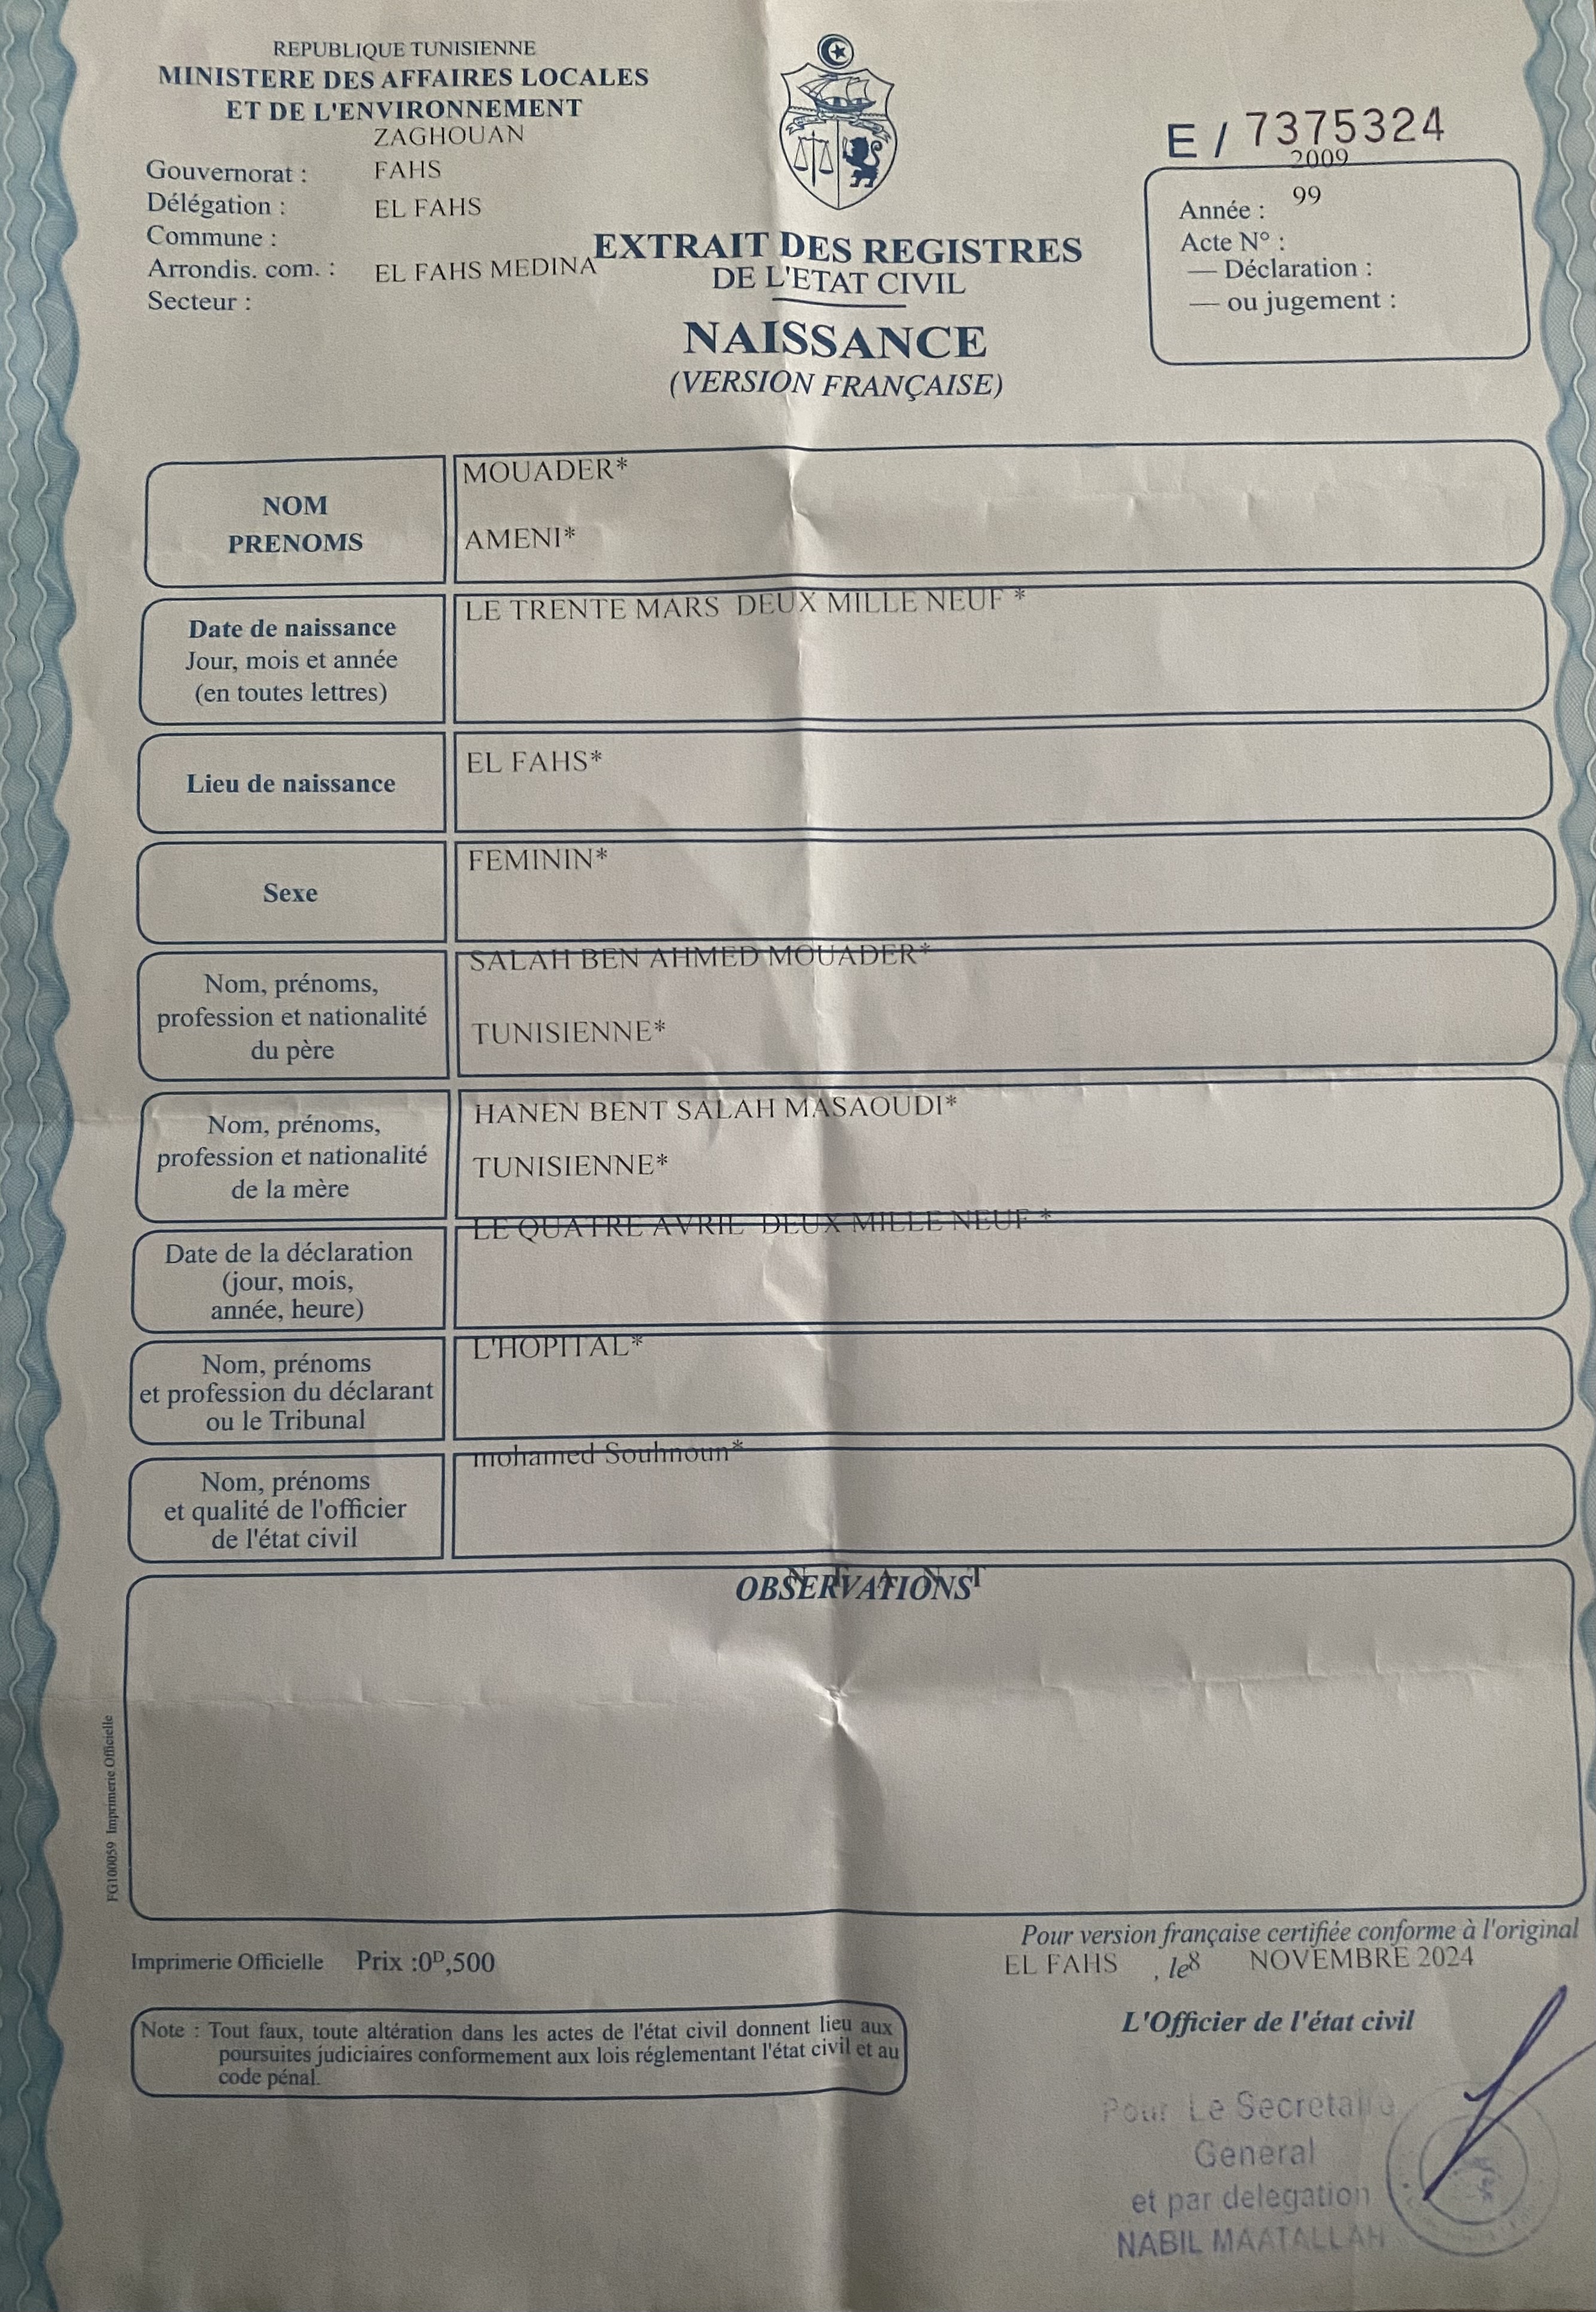 REPUBLIQUE TUNISIENNE
MINISTERE DES AFFAIRES LOCALES
ET DE L'ENVIRONNEMENT
ZAGHOUAN
Gouvernorat : FAHS
Délégation : EL FAHS
Commune :
Arrondis. com. : EL FAHS MEDINA
Secteur :
E / 7375324
2009
Année : 99
Acte N° :
— Déclaration :
— ou jugement :
EXTRAIT DES REGISTRES
DE L'ETAT CIVIL
NAISSANCE
(VERSION FRANÇAISE)
NOM
PRENOMS
MOUADER*
AMENI*
Date de naissance
Jour, mois et année
(en toutes lettres)
LE TRENTE MARS DEUX MILLE NEUF *
Lieu de naissance
EL FAHS*
Sexe
FEMININ*
Nom, prénoms,
profession et nationalité
du père
SALAH BEN AHMED MOUADER*
TUNISIENNE*
Nom, prénoms,
profession et nationalité
de la mère
HANEN BENT SALAH MASAOUDI*
TUNISIENNE*
Date de la déclaration
(jour, mois,
année, heure)
LE QUATRE AVRIL DEUX MILLE NEUF *
Nom, prénoms
et profession du déclarant
ou le Tribunal
L'HOPITAL*
Nom, prénoms
et qualité de l'officier
de l'état civil
mohamed Souhnoun*
OBSERVATIONS
N E A N T
FG100059 Imprimerie Officielle
Imprimerie Officielle Prix :0ᴰ,500
Pour version française certifiée conforme à l'original
EL FAHS , le 8 NOVEMBRE 2024
L'Officier de l'état civil
Note : Tout faux, toute altération dans les actes de l'état civil donnent lieu aux
poursuites judiciaires conformement aux lois réglementant l'état civil et au
code pénal.
Pour Le Secretaire
General
et par delegation
NABIL MAATALLAH